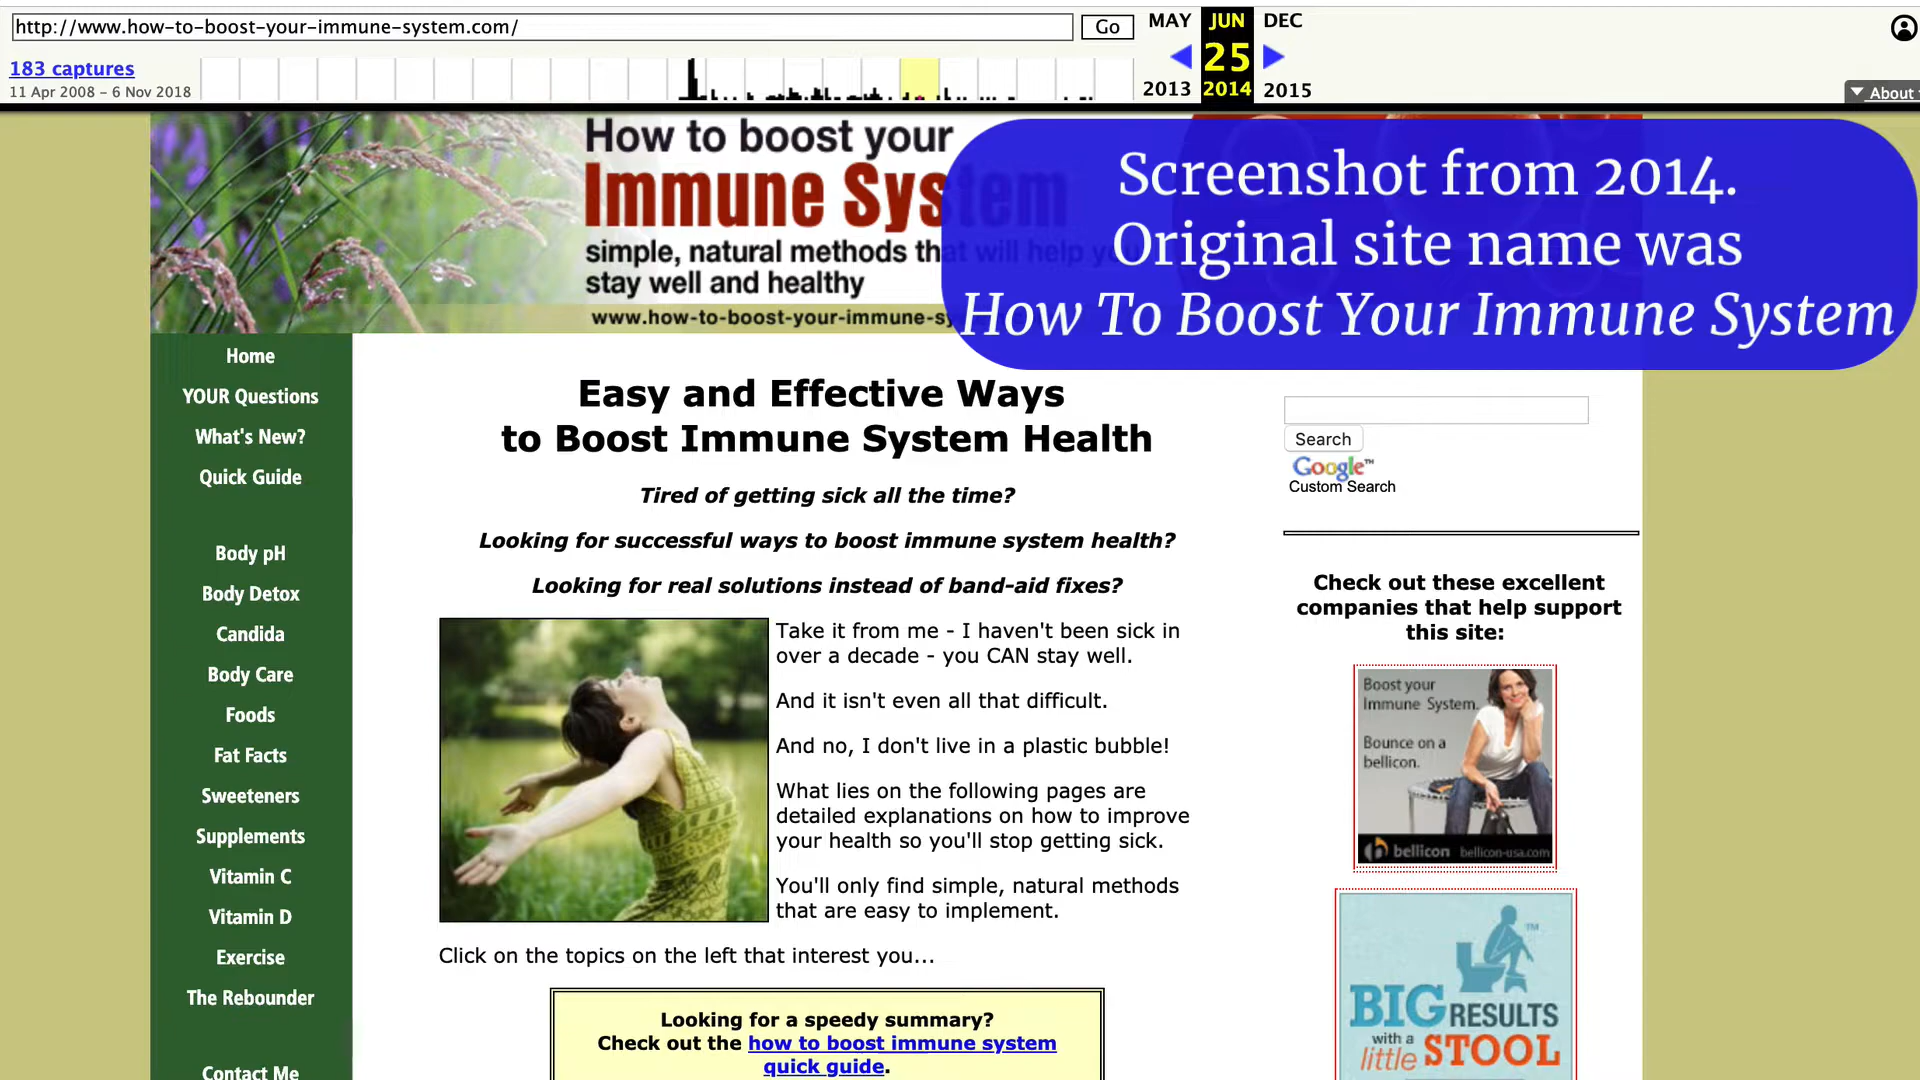 http://www.how-to-boost-your-immune-system.com/
Go
MAY
JUN
DEC
183 captures
25
11 Apr 2008 – 6 Nov 2018
2013
2014
2015
▼ About
How to boost your
Immune System
simple, natural methods that will help you
stay well and healthy
www.how-to-boost-your-immune-sy
Screenshot from 2014.
Original site name was
How To Boost Your Immune System
Home
YOUR Questions
What's New?
Quick Guide
Body pH
Body Detox
Candida
Body Care
Foods
Fat Facts
Sweeteners
Supplements
Vitamin C
Vitamin D
Exercise
The Rebounder
Contact Me
Easy and Effective Ways
to Boost Immune System Health
Tired of getting sick all the time?
Looking for successful ways to boost immune system health?
Looking for real solutions instead of band-aid fixes?
Take it from me - I haven't been sick in
over a decade - you CAN stay well.
And it isn't even all that difficult.
And no, I don't live in a plastic bubble!
What lies on the following pages are
detailed explanations on how to improve
your health so you'll stop getting sick.
You'll only find simple, natural methods
that are easy to implement.
Click on the topics on the left that interest you...
Looking for a speedy summary?
Check out the how to boost immune system
quick guide.
Search
Google™
Custom Search
Check out these excellent
companies that help support
this site:
Boost your
Immune System.
Bounce on a
bellicon.
bellicon bellicon-usa.com
TM
BIG RESULTS
with a
little STOOL